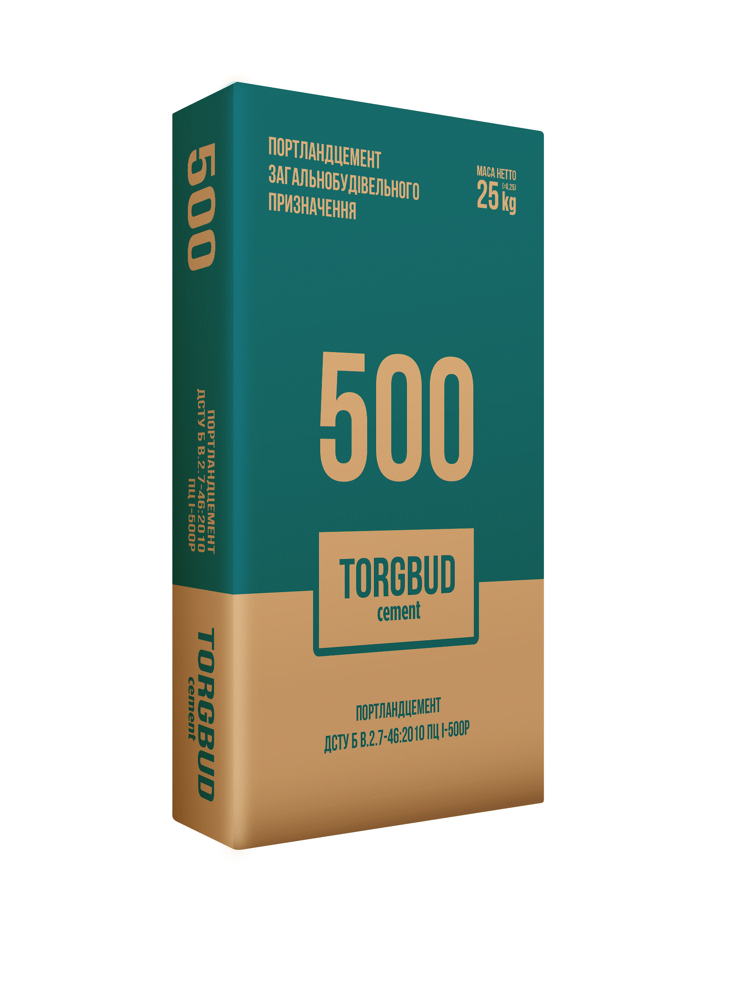 ПОРТЛАНДЦЕМЕНТ
ЗАГАЛЬНОБУДІВЕЛЬНОГО
ПРИЗНАЧЕННЯ
МАСА НЕТТО
(±0,25)
25 kg
500
TORGBUD
cement
ПОРТЛАНДЦЕМЕНТ
ДСТУ Б В.2.7-46:2010 ПЦ І-500Р
500
ПОРТЛАНДЦЕМЕНТ
ДСТУ Б В.2.7-46:2010
ПЦ І-500Р
TORGBUD
cement